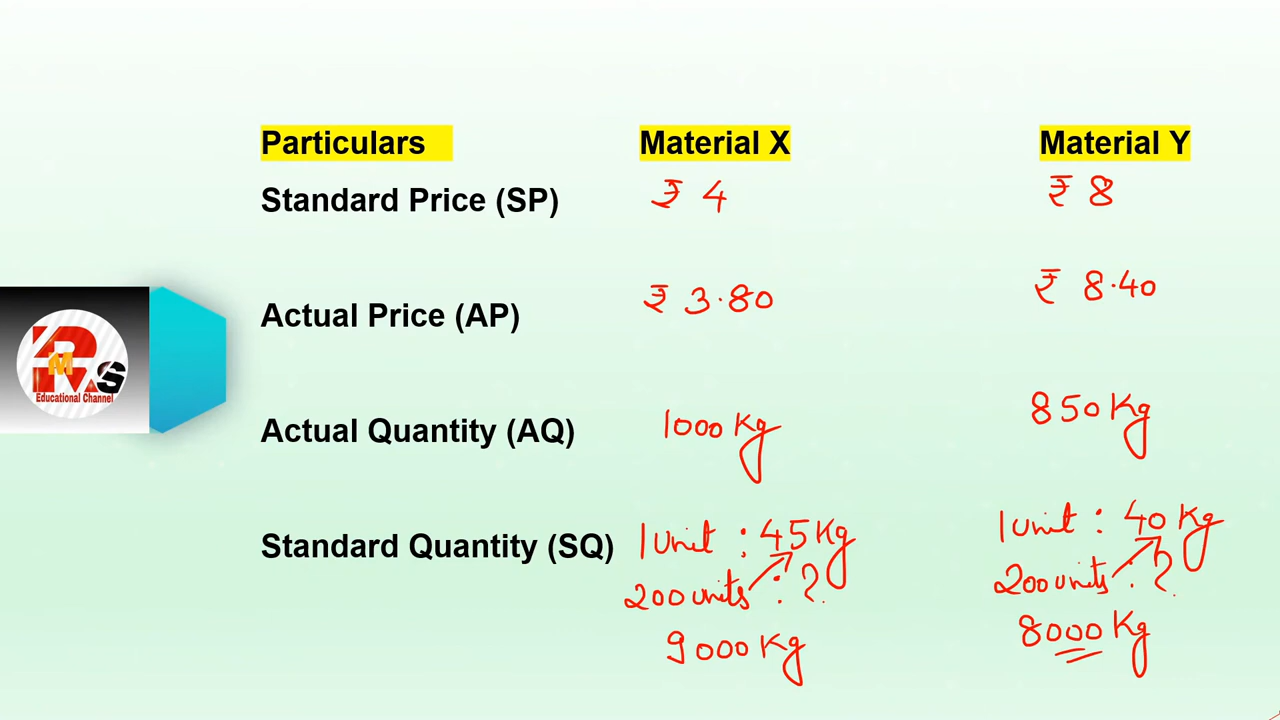 Particulars Material X Material Y
Standard Price (SP) ₹ 4 ₹ 8
Actual Price (AP) ₹ 3.80 ₹ 8.40
Actual Quantity (AQ) 1000 Kg 850 Kg
Standard Quantity (SQ) 1 Unit : 45 Kg 1 Unit : 40 Kg
200 units : ? 200 units : ?
9000 Kg 8000 Kg
M S
Educational Channel